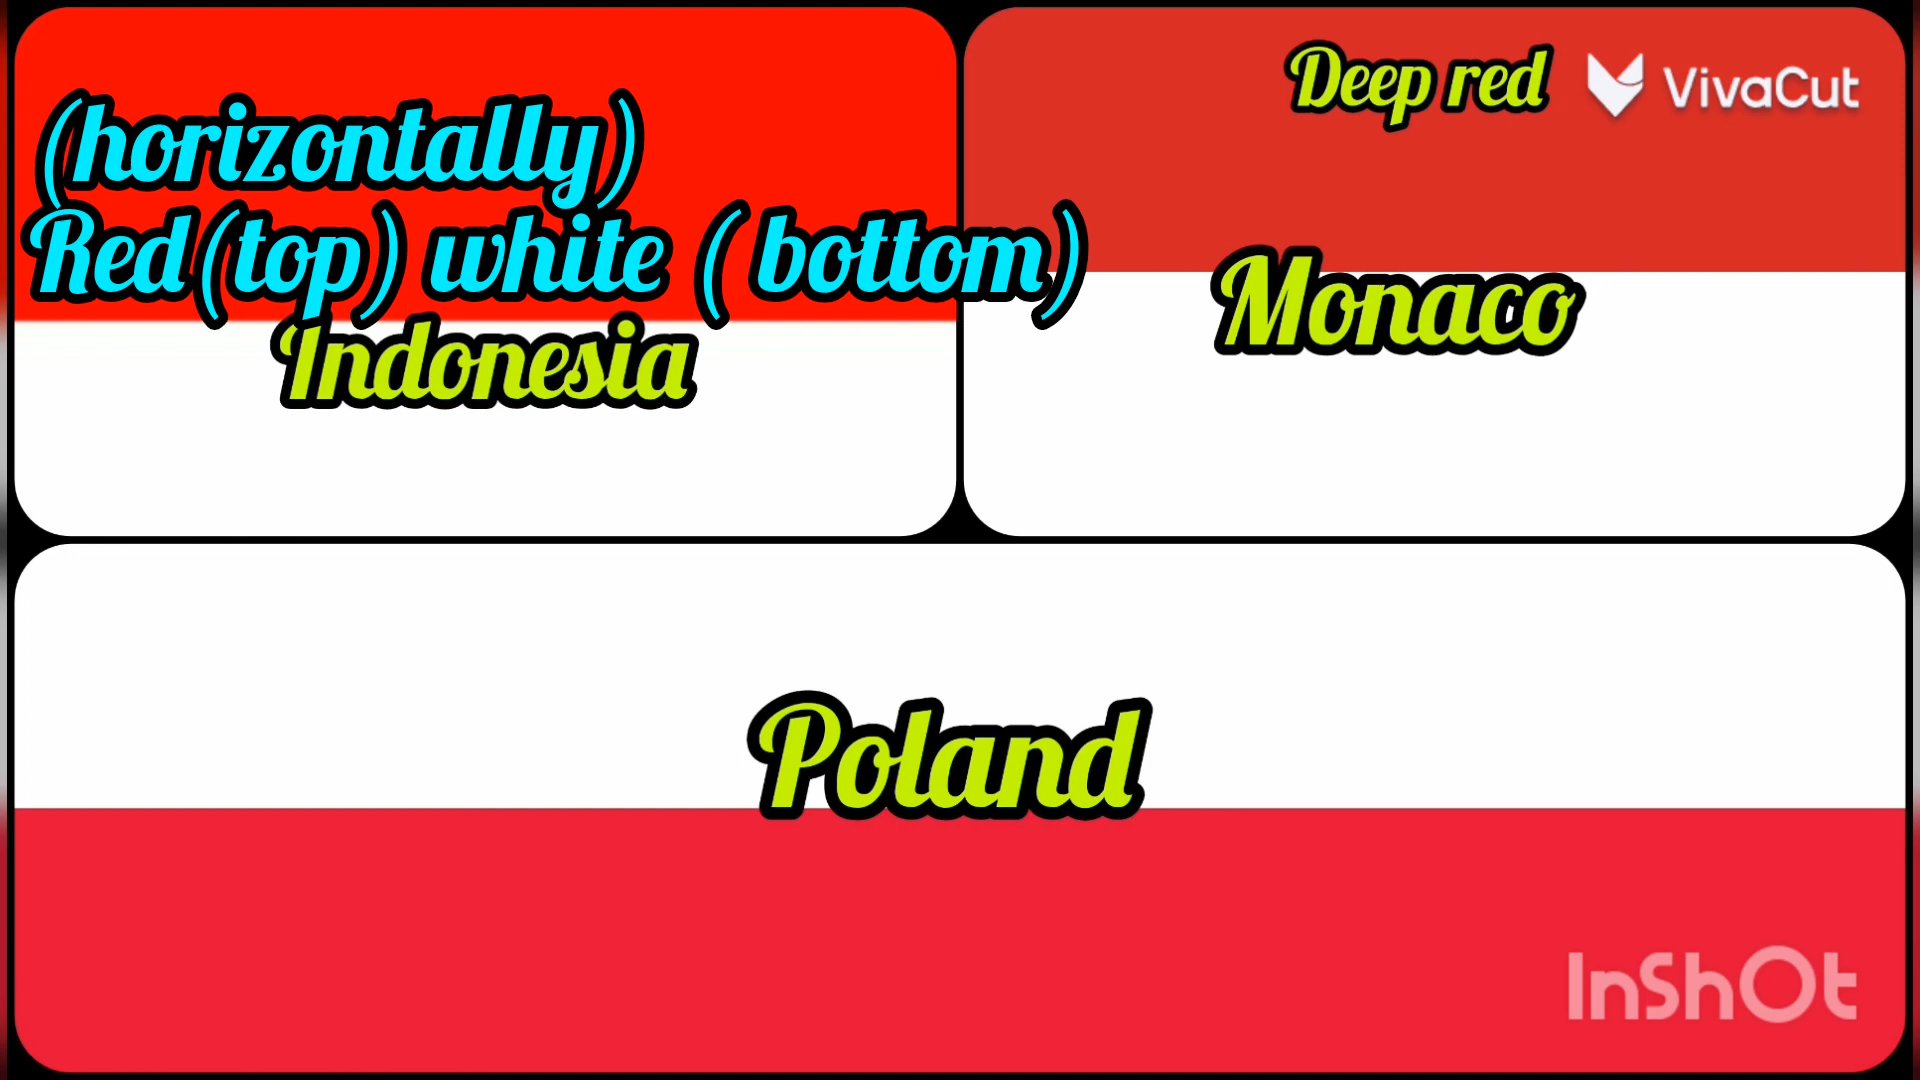 (horizontally)
Red(top) white ( bottom)
Indonesia
Deep red
VivaCut
Monaco
Poland
InShOt